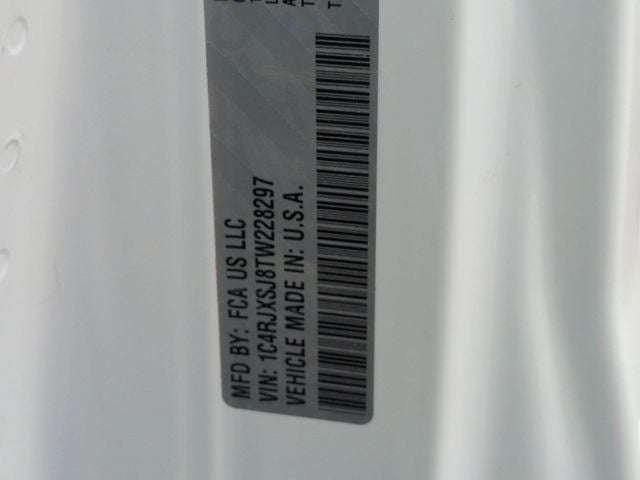 MFD BY: FCA US LLC
VIN: 1C4RJXSJ8TW228297
VEHICLE MADE IN: U.S.A.